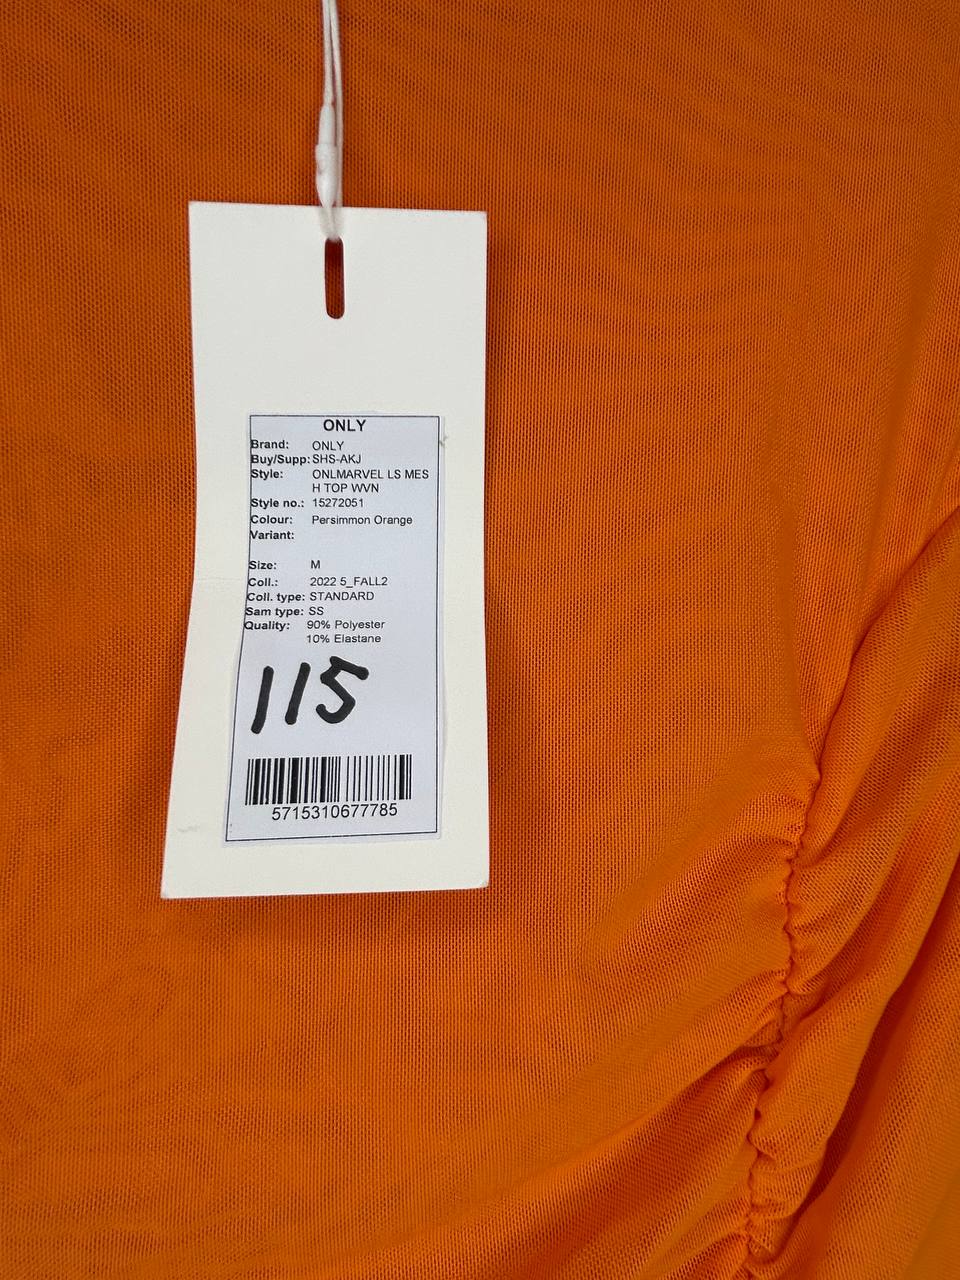 ONLY
Brand: ONLY
Buy/Supp: SHS-AKJ
Style: ONLMARVEL LS MES
H TOP WVN
Style no.: 15272051
Colour: Persimmon Orange
Variant:
Size: M
Coll.: 2022 5_FALL2
Coll. type: STANDARD
Sam type: SS
Quality: 90% Polyester
10% Elastane
115
5715310677785